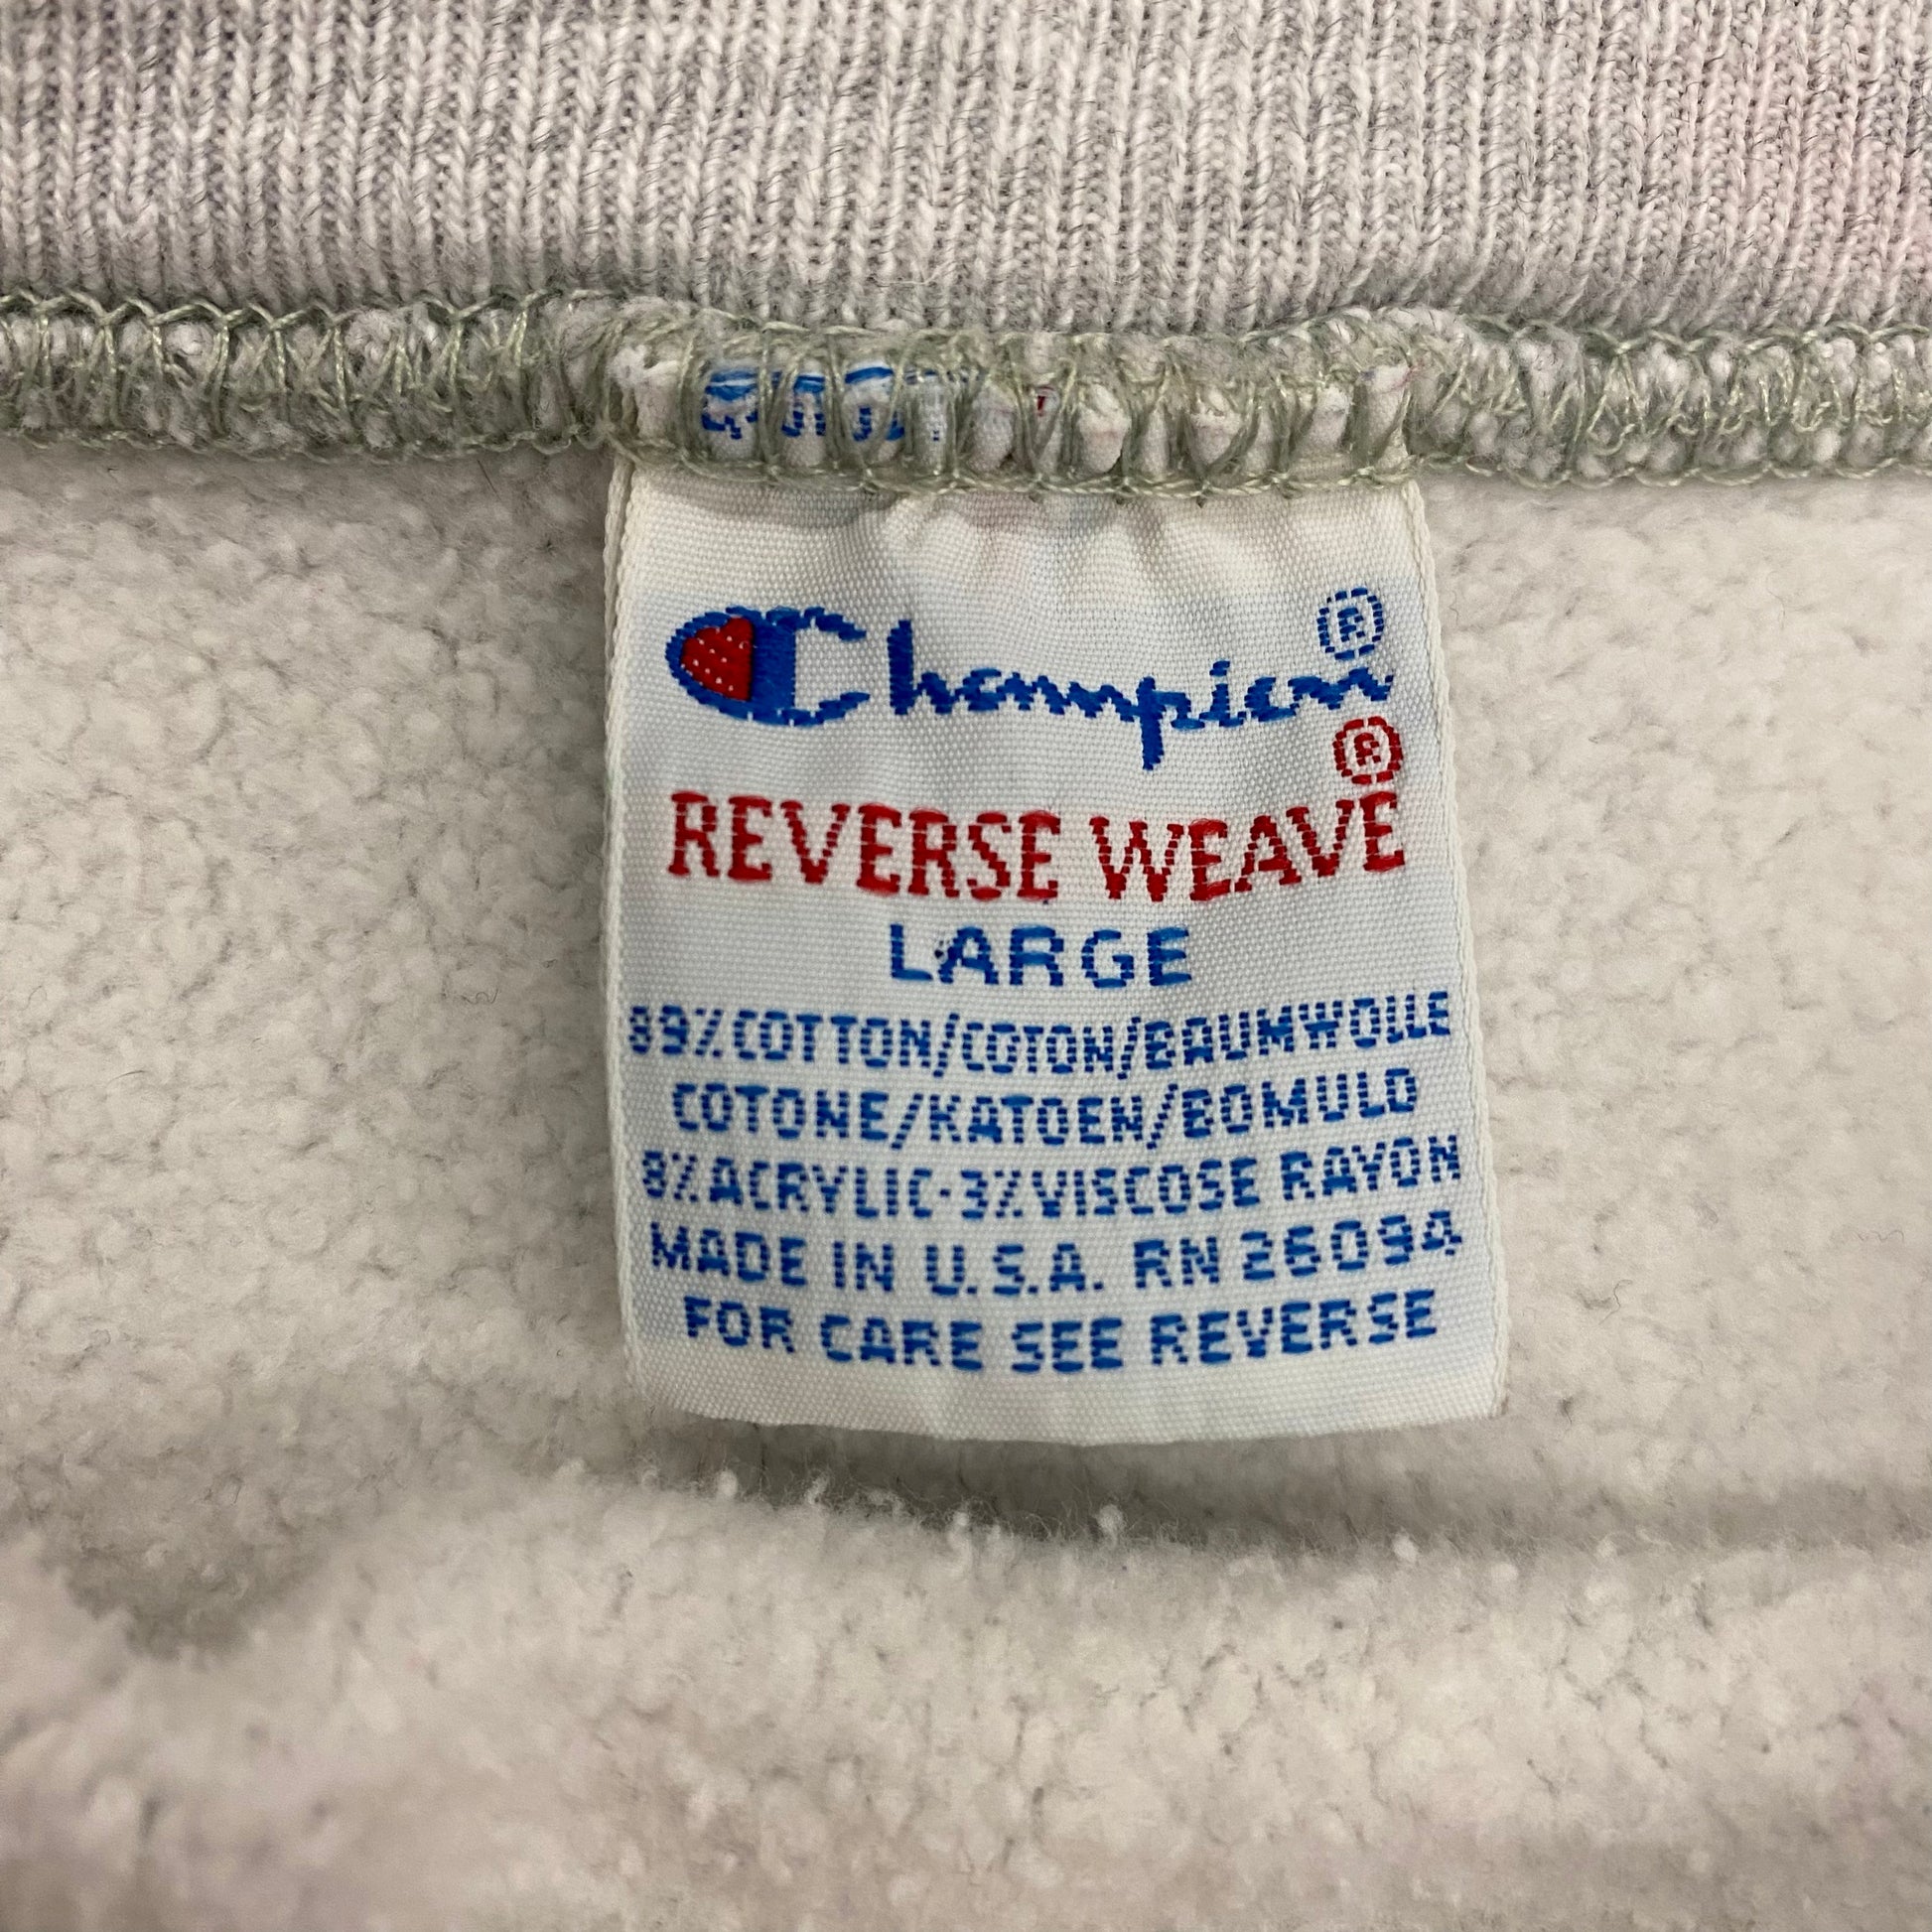 Champion®
®
REVERSE WEAVE
LARGE
89% COTTON/COTON/BAUMWOLLE
COTONE/KATOEN/BOMULD
8% ACRYLIC-3% VISCOSE RAYON
MADE IN U.S.A. RN 26094
FOR CARE SEE REVERSE